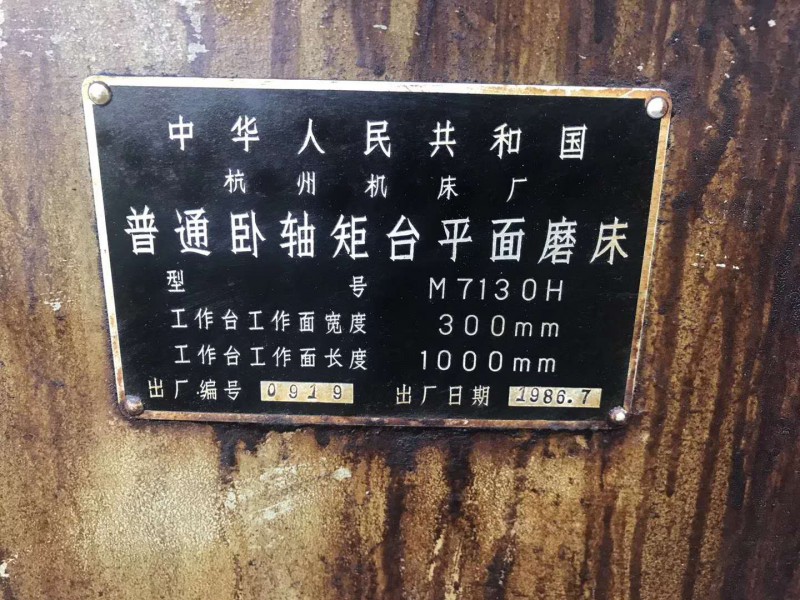 中华人民共和国
杭州机床厂
普通卧轴矩台平面磨床
型号 M7130H
工作台工作面宽度 300mm
工作台工作面长度 1000mm
出厂编号 0919 出厂日期 1986.7